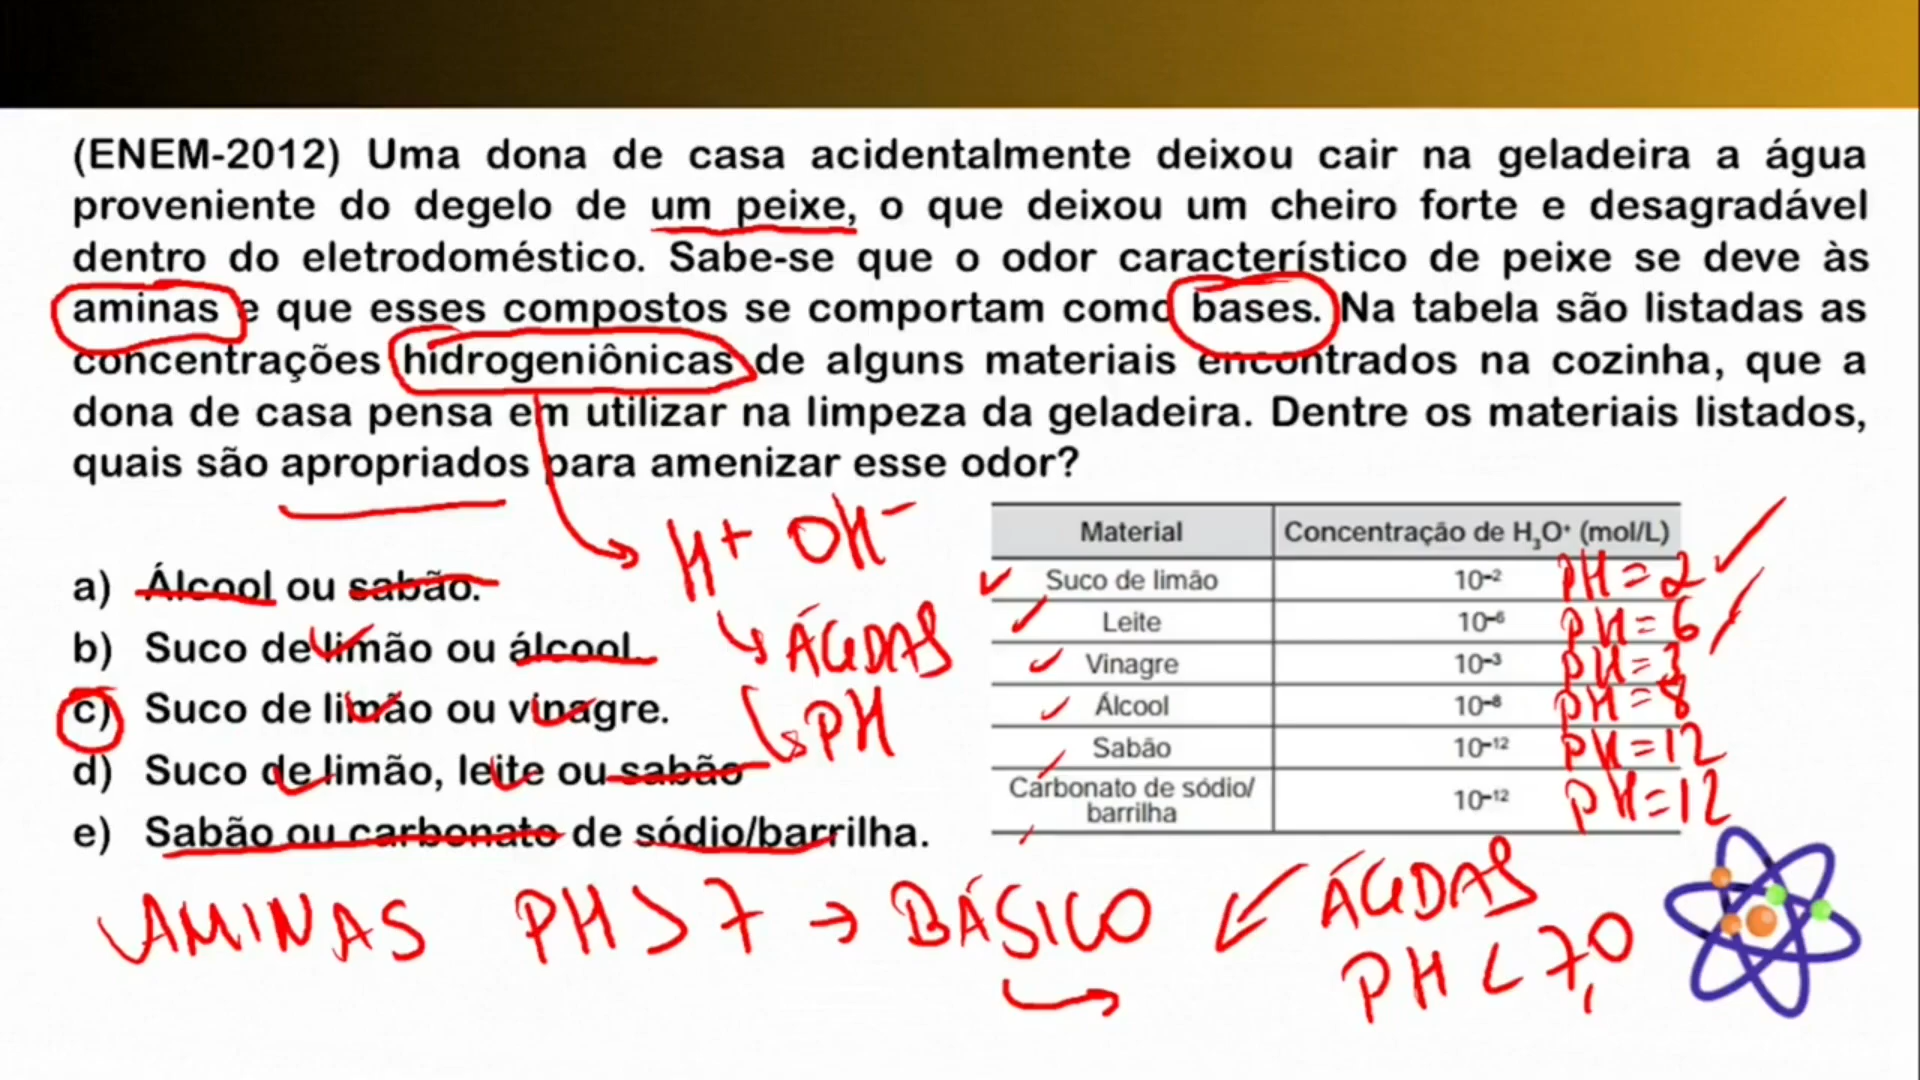 (ENEM-2012) Uma dona de casa acidentalmente deixou cair na geladeira a água
proveniente do degelo de um peixe, o que deixou um cheiro forte e desagradável
dentro do eletrodoméstico. Sabe-se que o odor característico de peixe se deve às
aminas e que esses compostos se comportam como bases. Na tabela são listadas as
concentrações hidrogeniônicas de alguns materiais encontrados na cozinha, que a
dona de casa pensa em utilizar na limpeza da geladeira. Dentre os materiais listados,
quais são apropriados para amenizar esse odor?
H+ OH-
ÁCIDAS
PH
a) Álcool ou sabão.
b) Suco de limão ou álcool.
c) Suco de limão ou vinagre.
d) Suco de limão, leite ou sabão
e) Sabão ou carbonato de sódio/barrilha.
Material Concentração de H₃O⁺ (mol/L)
Suco de limão 10⁻² PH = 2
Leite 10⁻⁶ PH = 6
Vinagre 10⁻³ PH = 3
Álcool 10⁻⁸ PH = 8
Sabão 10⁻¹² PH = 12
Carbonato de sódio/
barrilha 10⁻¹² PH = 12
AMINAS PH > 7 → BÁSICO ← ÁCIDAS
PH < 7,0